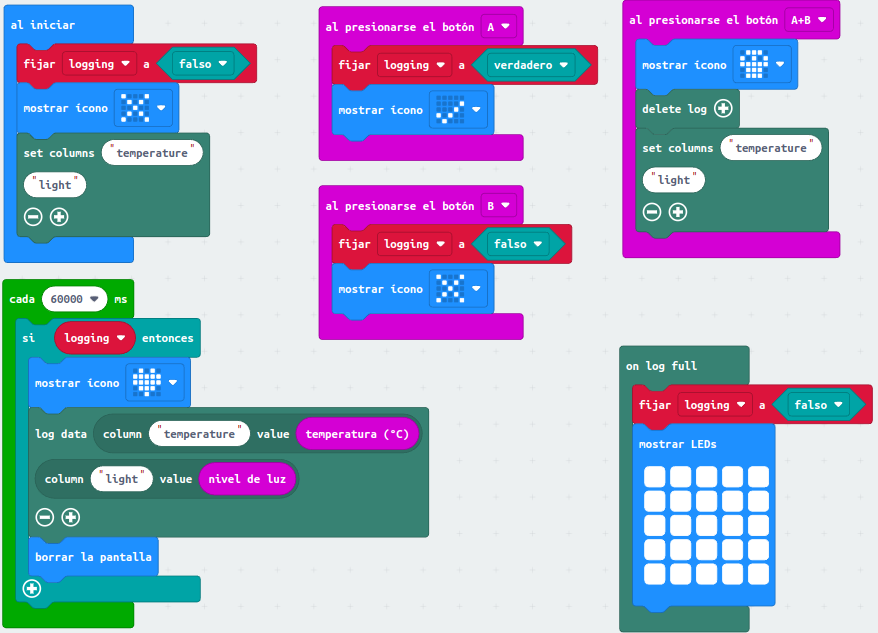 al iniciar
fijar logging a falso
mostrar icono
set columns "temperature"
"light"
al presionarse el botón A
fijar logging a verdadero
mostrar icono
al presionarse el botón B
fijar logging a falso
mostrar icono
al presionarse el botón A+B
mostrar icono
delete log
set columns "temperature"
"light"
cada 60000 ms
si logging entonces
mostrar icono
log data column "temperature" value temperatura (°C)
column "light" value nivel de luz
borrar la pantalla
on log full
fijar logging a falso
mostrar LEDs